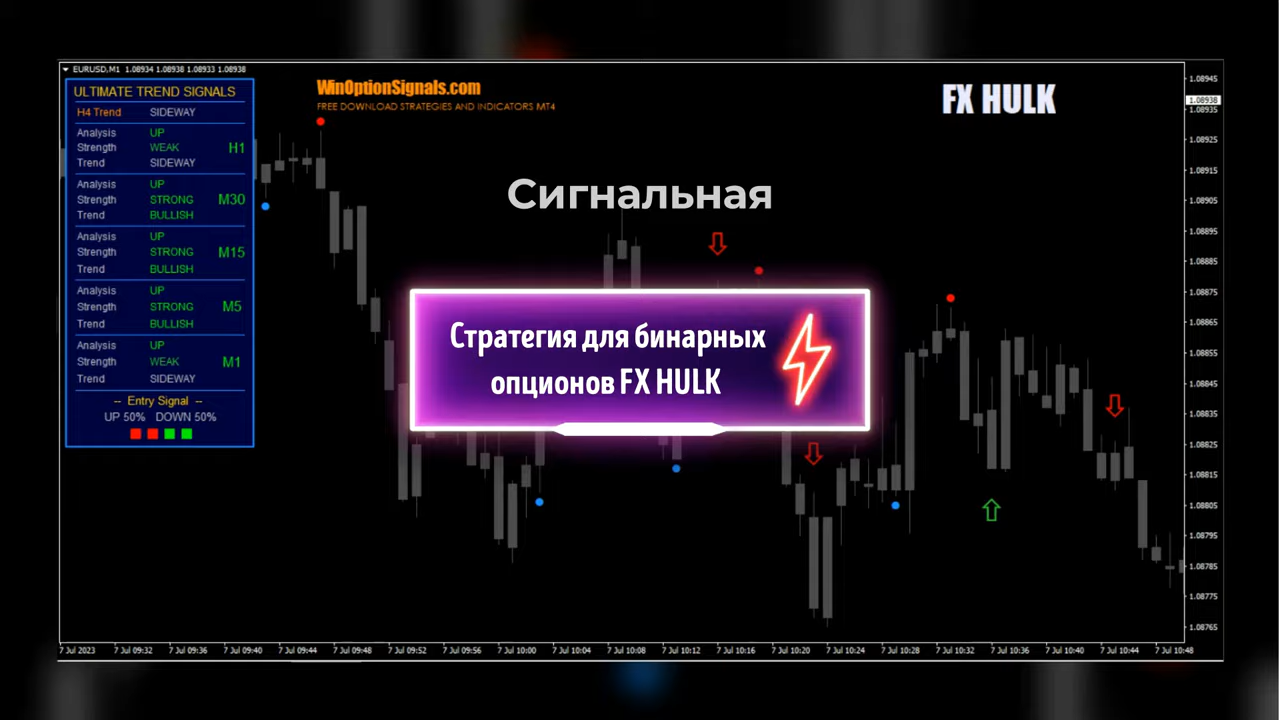 EURUSD,M1 1.08934 1.08938 1.08933 1.08938
ULTIMATE TREND SIGNALS
H4 Trend SIDEWAY
Analysis UP
Strength WEAK H1
Trend SIDEWAY
Analysis UP
Strength STRONG M30
Trend BULLISH
Analysis UP
Strength STRONG M15
Trend BULLISH
Analysis UP
Strength STRONG M5
Trend BULLISH
Analysis UP
Strength WEAK M1
Trend SIDEWAY
-- Entry Signal --
UP 50% DOWN 50%
WinOptionSignals.com
FREE DOWNLOAD STRATEGIES AND INDICATORS MT4
FX HULK
Сигнальная
Стратегия для бинарных
опционов FX HULK
1.08945
1.08938
1.08935
1.08925
1.08915
1.08905
1.08895
1.08885
1.08875
1.08865
1.08855
1.08845
1.08835
1.08825
1.08815
1.08805
1.08795
1.08785
1.08775
1.08765
7 Jul 2023 7 Jul 09:32 7 Jul 09:36 7 Jul 09:40 7 Jul 09:44 7 Jul 09:48 7 Jul 09:52 7 Jul 09:56 7 Jul 10:00 7 Jul 10:04 7 Jul 10:08 7 Jul 10:12 7 Jul 10:16 7 Jul 10:20 7 Jul 10:24 7 Jul 10:28 7 Jul 10:32 7 Jul 10:36 7 Jul 10:40 7 Jul 10:44 7 Jul 10:48